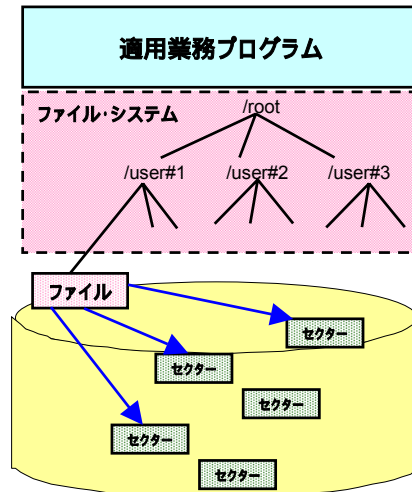 適用業務プログラム
ファイル・システム
/root
/user#1 /user#2 /user#3
ファイル
セクター
セクター
セクター
セクター
セクター